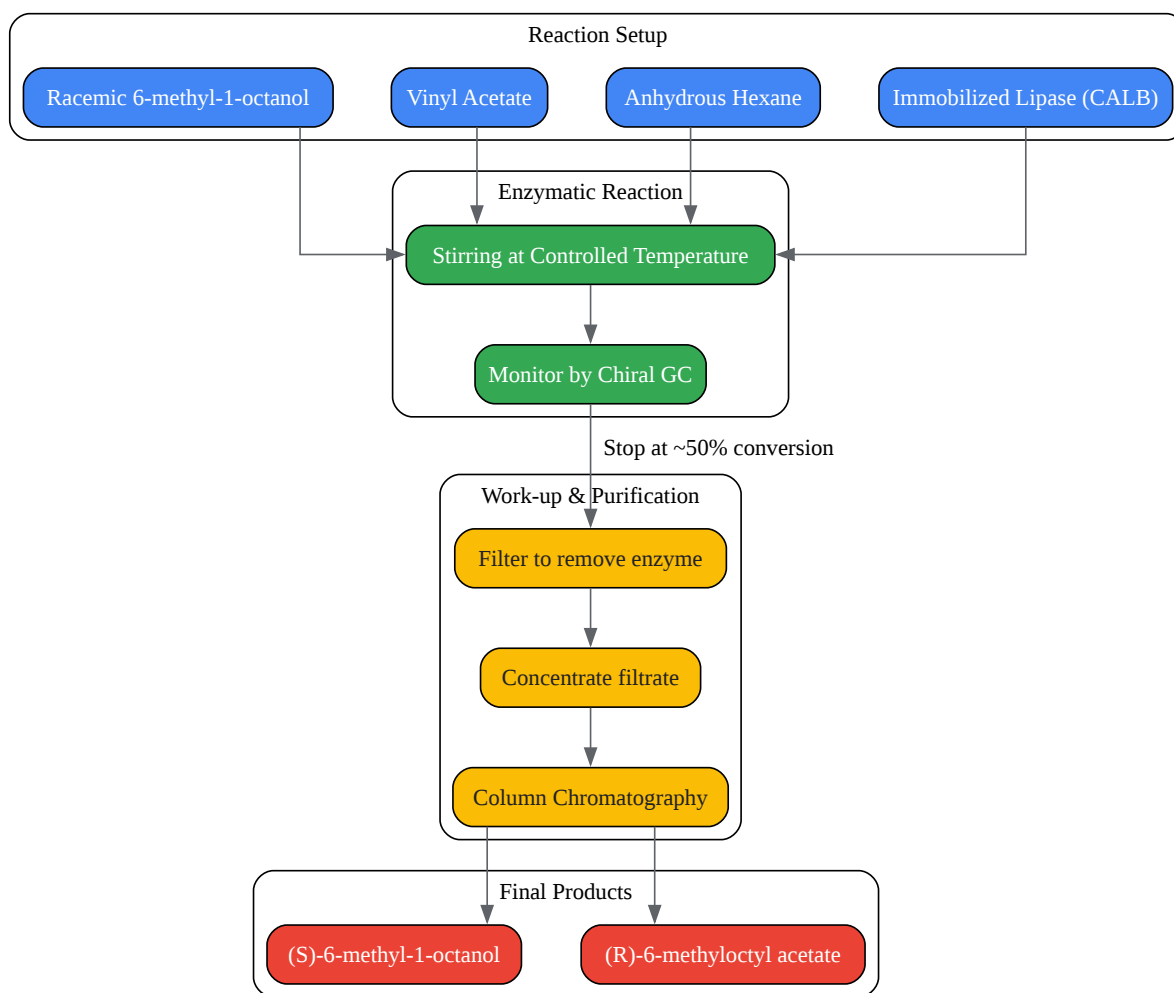 Reaction Setup
Racemic 6-methyl-1-octanol
Vinyl Acetate
Anhydrous Hexane
Immobilized Lipase (CALB)
Enzymatic Reaction
Stirring at Controlled Temperature
Monitor by Chiral GC
Stop at ~50% conversion
Work-up & Purification
Filter to remove enzyme
Concentrate filtrate
Column Chromatography
Final Products
(S)-6-methyl-1-octanol
(R)-6-methyloctyl acetate